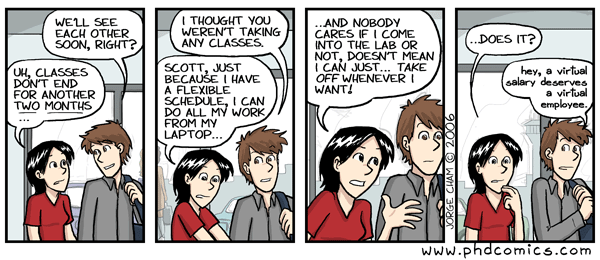 WE'LL SEE
EACH OTHER
SOON, RIGHT?
UH, CLASSES
DON'T END
FOR ANOTHER
TWO MONTHS
...
I THOUGHT YOU
WEREN'T TAKING
ANY CLASSES.
SCOTT, JUST
BECAUSE I HAVE
A FLEXIBLE
SCHEDULE, I CAN
DO ALL MY WORK
FROM MY
LAPTOP...
...AND NOBODY
CARES IF I COME
INTO THE LAB OR
NOT, DOESN'T MEAN
I CAN JUST... TAKE
OFF WHENEVER I
WANT!
JORGE CHAM © 2006
...DOES IT?
hey, a virtual
salary deserves
a virtual
employee.
www.phdcomics.com